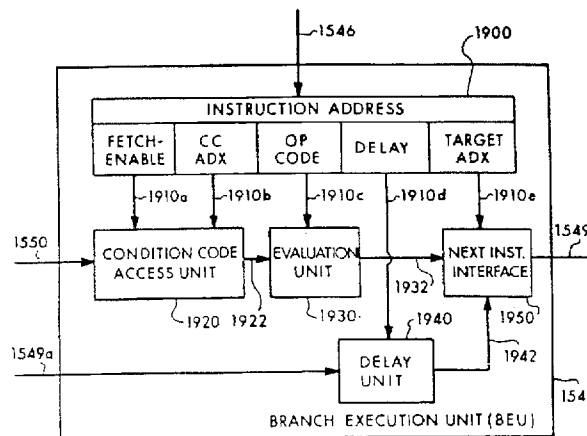 1546
1900
INSTRUCTION ADDRESS
FETCH-
ENABLE
CC
ADX
OP
CODE
DELAY
TARGET
ADX
1910a
1910b
1910c
1910d
1910e
1550
CONDITION CODE
ACCESS UNIT
EVALUATION
UNIT
NEXT INST.
INTERFACE
1549
1920
1922
1930
1932
1940
1950
1549a
DELAY
UNIT
1942
154
BRANCH EXECUTION UNIT (BEU)